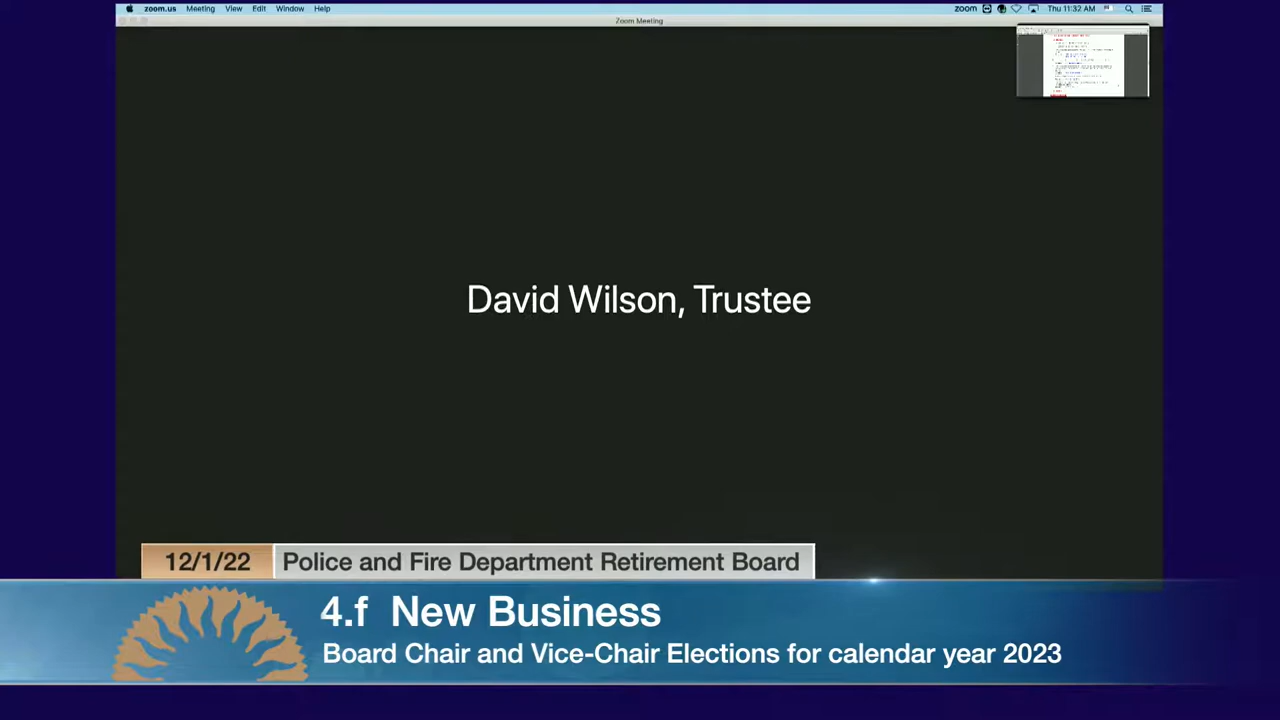 zoom.us Meeting View Edit Window Help zoom Thu 11:32 AM
Zoom Meeting
David Wilson, Trustee
12/1/22 Police and Fire Department Retirement Board
4.f New Business
Board Chair and Vice-Chair Elections for calendar year 2023